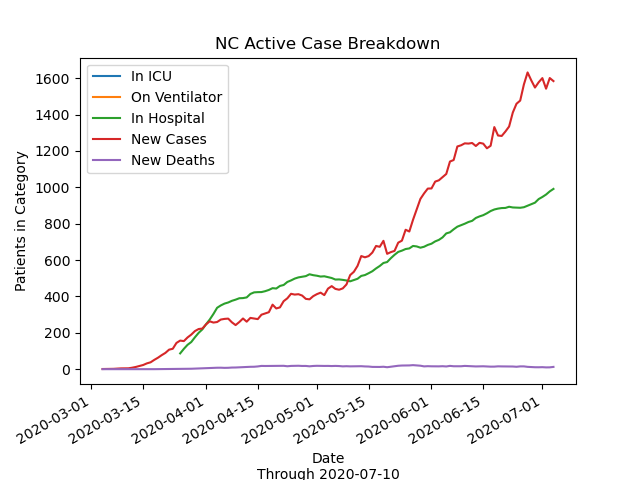 NC Active Case Breakdown
In ICU
On Ventilator
In Hospital
New Cases
New Deaths
Patients in Category
1600
1400
1200
1000
800
600
400
200
0
2020-03-01
2020-03-15
2020-04-01
2020-04-15
2020-05-01
2020-05-15
2020-06-01
2020-06-15
2020-07-01
Date
Through 2020-07-10